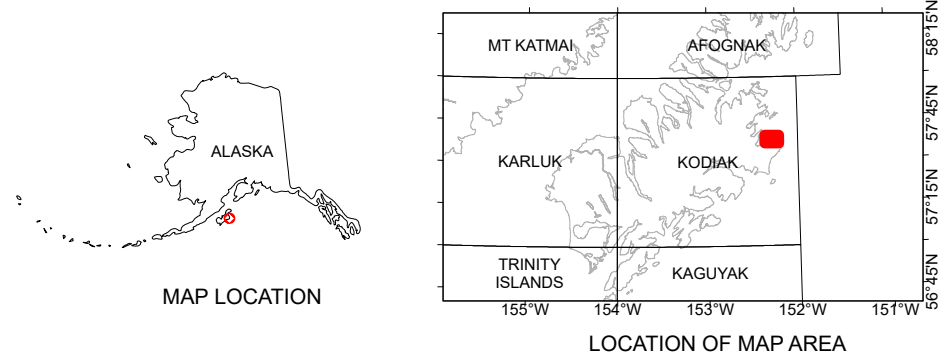 ALASKA
MAP LOCATION
MT KATMAI
AFOGNAK
KARLUK
KODIAK
TRINITY
ISLANDS
KAGUYAK
58°15'N
57°45'N
57°15'N
56°45'N
155°W
154°W
153°W
152°W
151°W
LOCATION OF MAP AREA